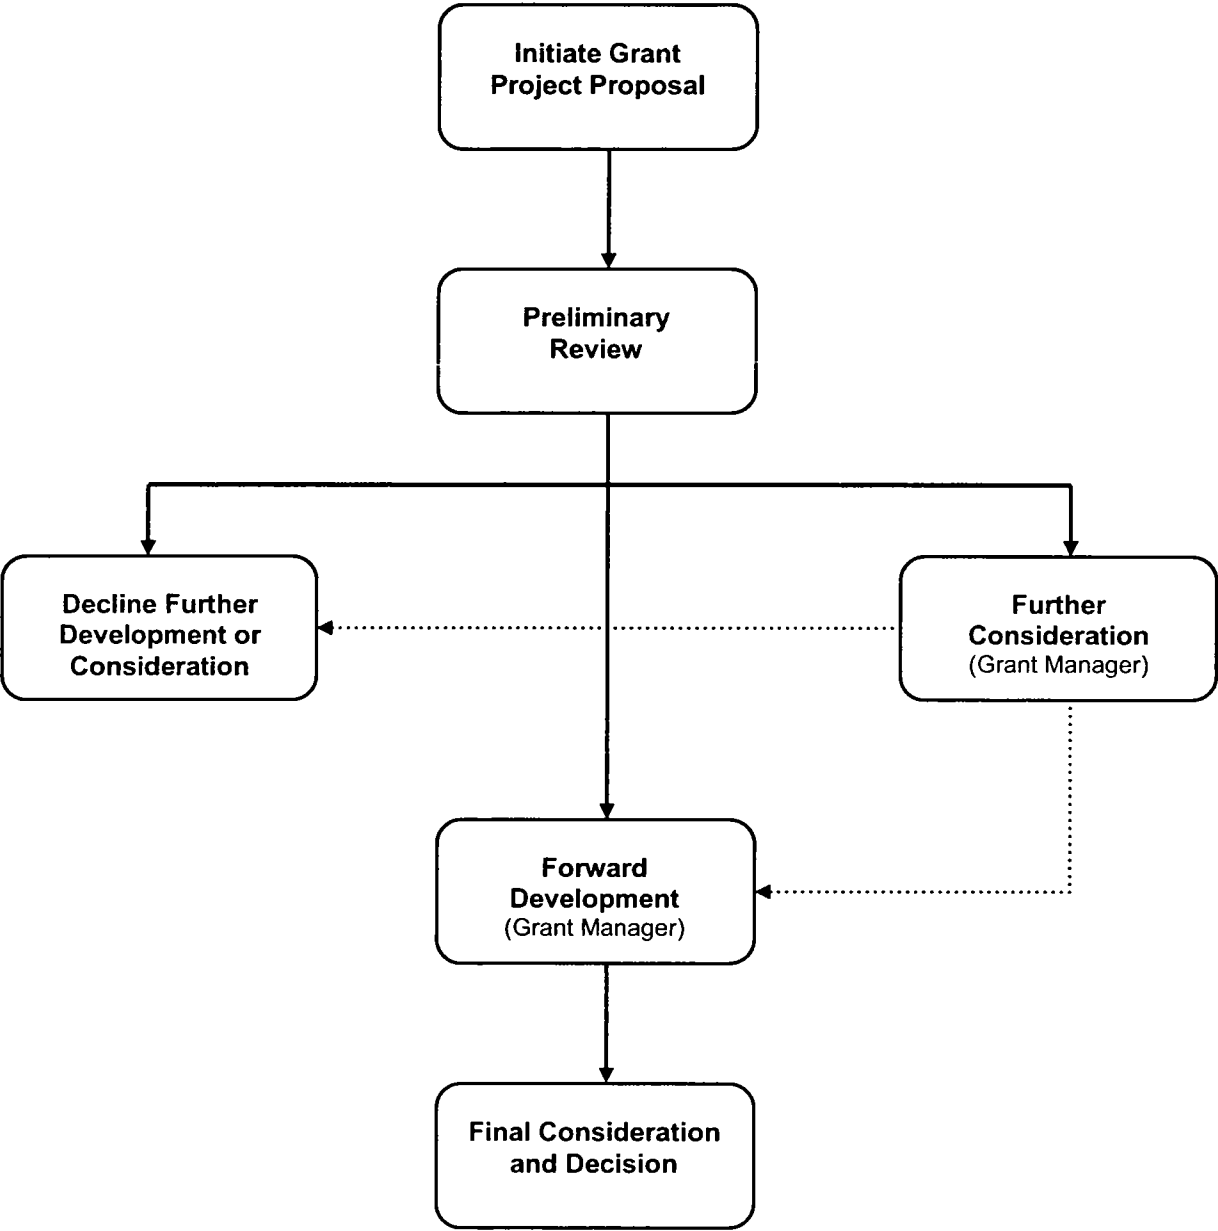 Initiate Grant
Project Proposal
Preliminary
Review
Decline Further
Development or
Consideration
Further
Consideration
(Grant Manager)
Forward
Development
(Grant Manager)
Final Consideration
and Decision